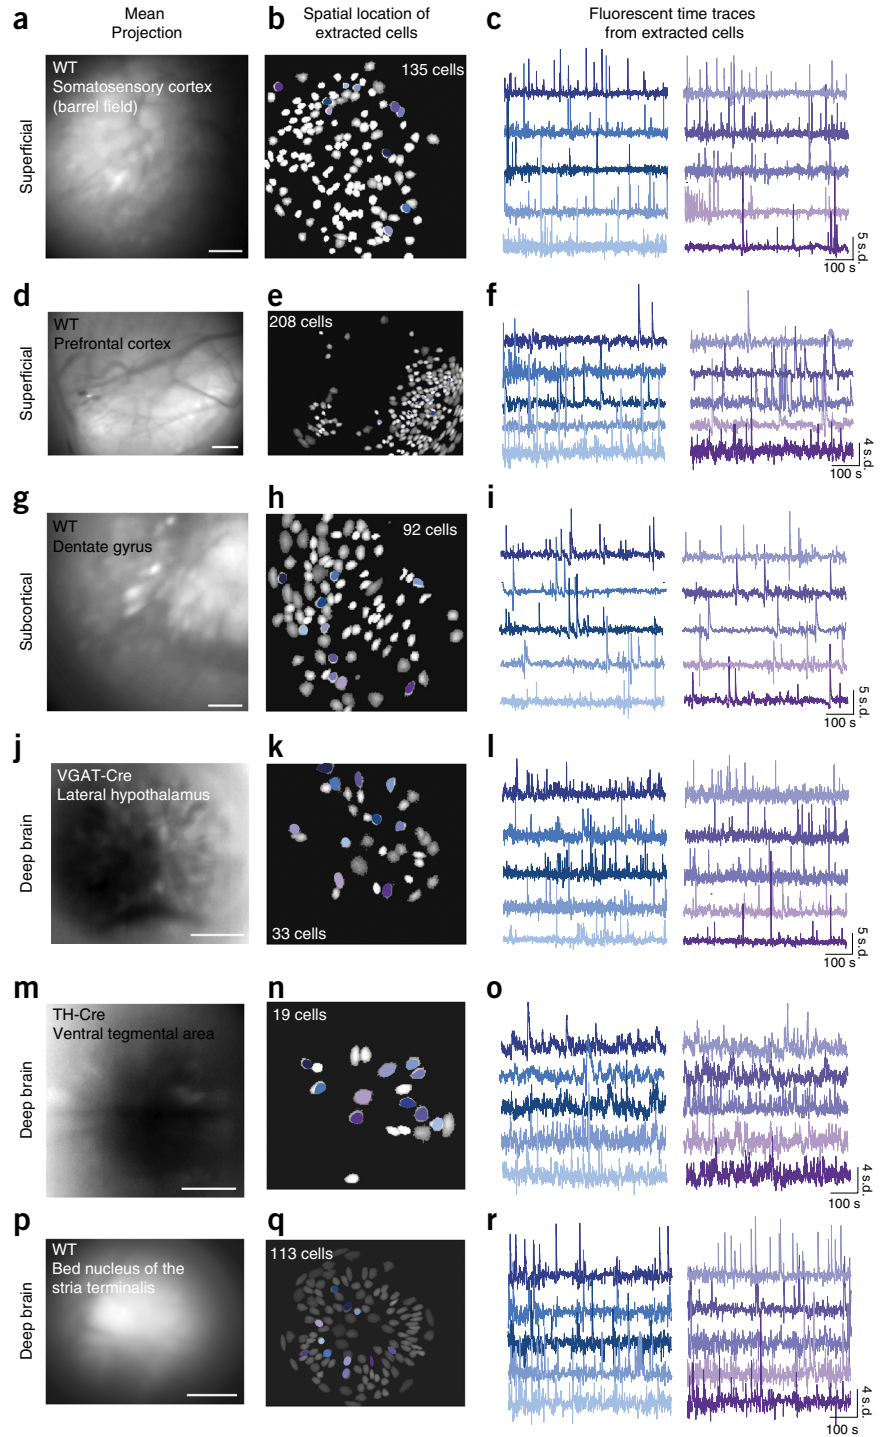 a
Mean
Projection
b
Spatial location of
extracted cells
c
Fluorescent time traces
from extracted cells
Superficial
WT
Somatosensory cortex
(barrel field)
135 cells
5 s.d.
100 s
d
e
f
Superficial
WT
Prefrontal cortex
208 cells
4 s.d.
100 s
g
h
i
Subcortical
WT
Dentate gyrus
92 cells
5 s.d.
100 s
j
k
l
Deep brain
VGAT-Cre
Lateral hypothalamus
33 cells
5 s.d.
100 s
m
n
o
Deep brain
TH-Cre
Ventral tegmental area
19 cells
4 s.d.
100 s
p
q
r
Deep brain
WT
Bed nucleus of the
stria terminalis
113 cells
4 s.d.
100 s